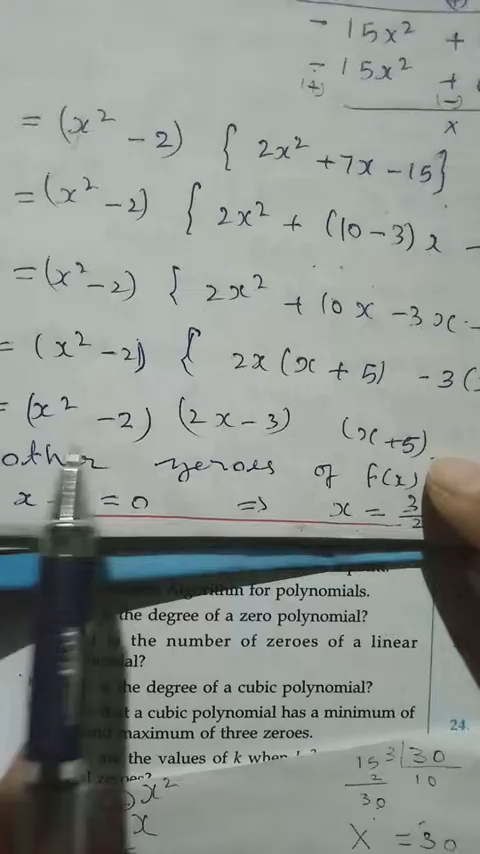 - 15x² +
- 15x² +
(+) (-)
x
= (x² - 2) { 2x² + 7x - 15}
= (x² - 2) { 2x² + (10 - 3) x -
= (x² - 2) { 2x² + 10x - 3x -
= (x² - 2) { 2x (x + 5) - 3(
= (x² - 2) (2x - 3) (x + 5)
other zeroes of f(x)
x = 0 ⇒ x = 3/2
Algorithm for polynomials.
the degree of a zero polynomial?
the number of zeroes of a linear
the degree of a cubic polynomial?
a cubic polynomial has a minimum of
maximum of three zeroes.
24.
the values of k when
x²
x
15 3 30
2 10
30
X = 30